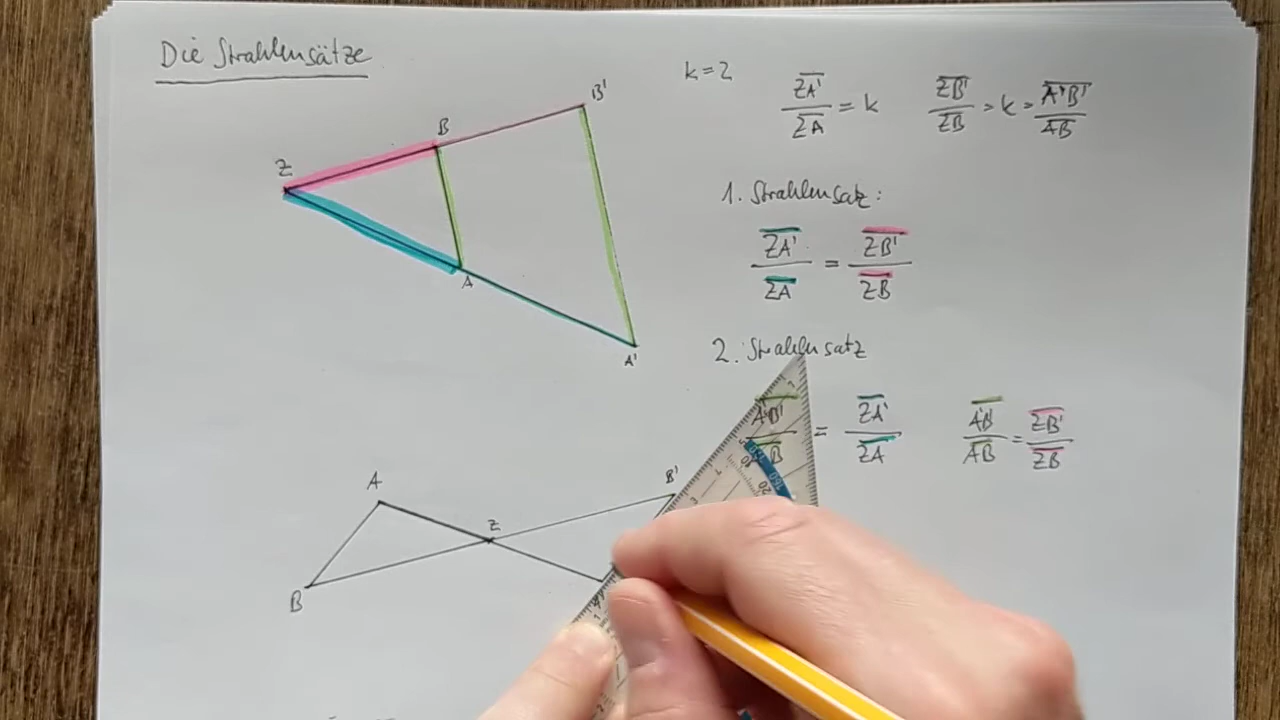 Die Strahlensätze
B'
B
Z
A
A'
k=2
ZA'/ZA = k   ZB'/ZB = k = A'B'/AB
1. Strahlensatz:
ZA'/ZA = ZB'/ZB
2. Strahlensatz
A'B'/B = ZA'/ZA   A'B'/AB = ZB'/ZB
A
B'
Z
B